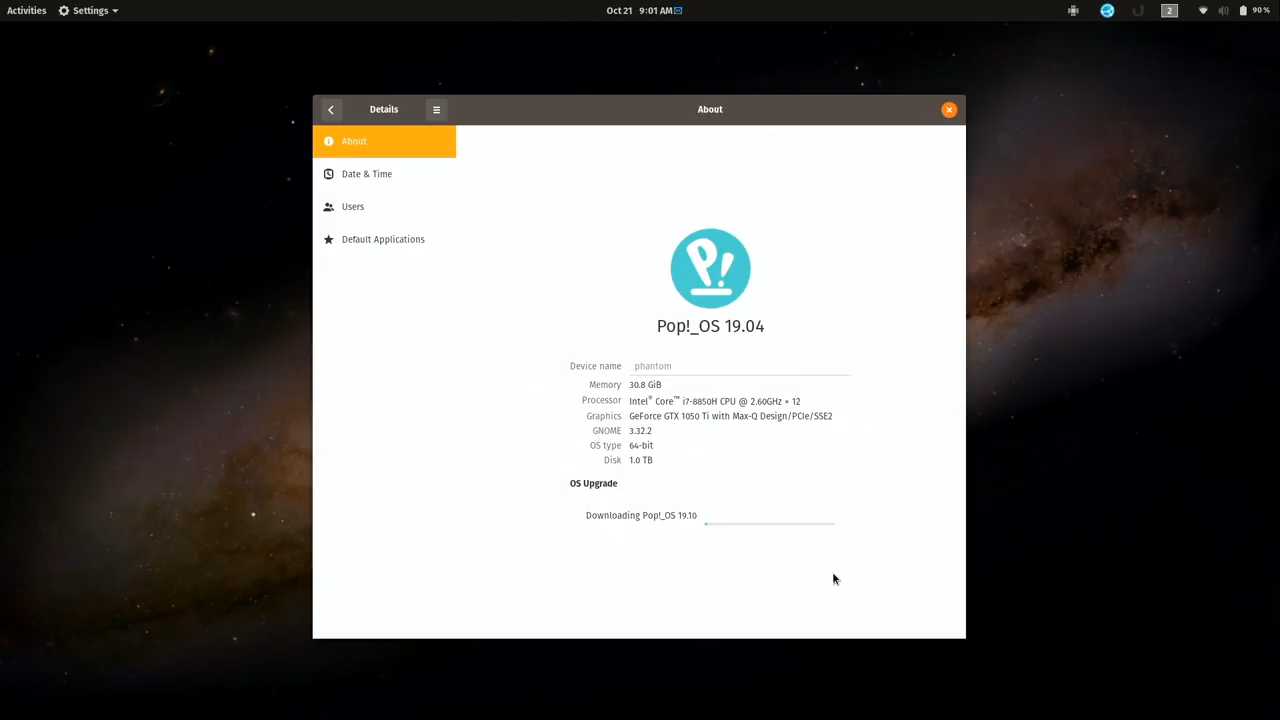 Activities Settings Oct 21 9:01 AM 2 90 %
Details About
About
Date & Time
Users
Default Applications
P!
Pop!_OS 19.04
Device name phantom
Memory 30.8 GiB
Processor Intel® Core™ i7-8850H CPU @ 2.60GHz × 12
Graphics GeForce GTX 1050 Ti with Max-Q Design/PCIe/SSE2
GNOME 3.32.2
OS type 64-bit
Disk 1.0 TB
OS Upgrade
Downloading Pop!_OS 19.10